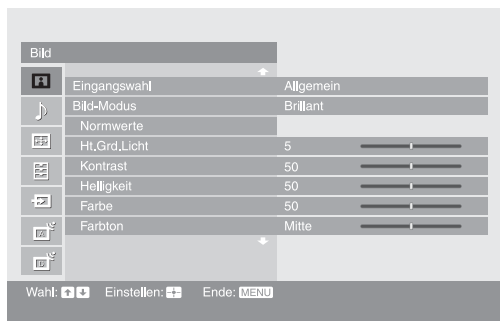 Bild
Eingangswahl Allgemein
Bild-Modus Brillant
Normwerte
Ht.Grd.Licht 5
Kontrast 50
Helligkeit 50
Farbe 50
Farbton Mitte
Wahl: Einstellen: Ende: MENU